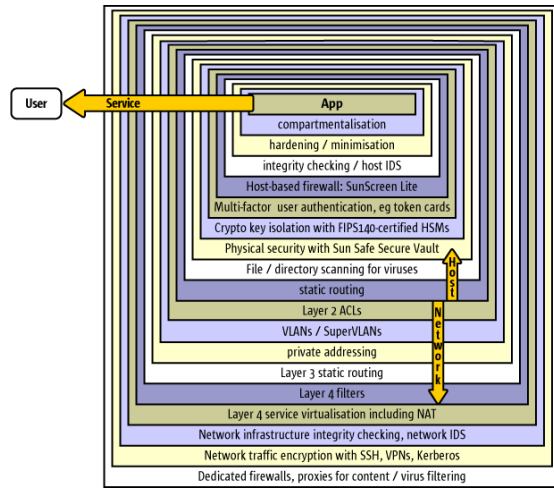 User
Service
App
compartmentalisation
hardening / minimisation
integrity checking / host IDS
Host-based firewall: SunScreen Lite
Multi-factor user authentication, eg token cards
Crypto key isolation with FIPS140-certified HSMs
Physical security with Sun Safe Secure Vault
File / directory scanning for viruses
Host
static routing
Layer 2 ACLs
Network
VLANs / SuperVLANs
private addressing
Layer 3 static routing
Layer 4 filters
Layer 4 service virtualisation including NAT
Network infrastructure integrity checking, network IDS
Network traffic encryption with SSH, VPNs, Kerberos
Dedicated firewalls, proxies for content / virus filtering